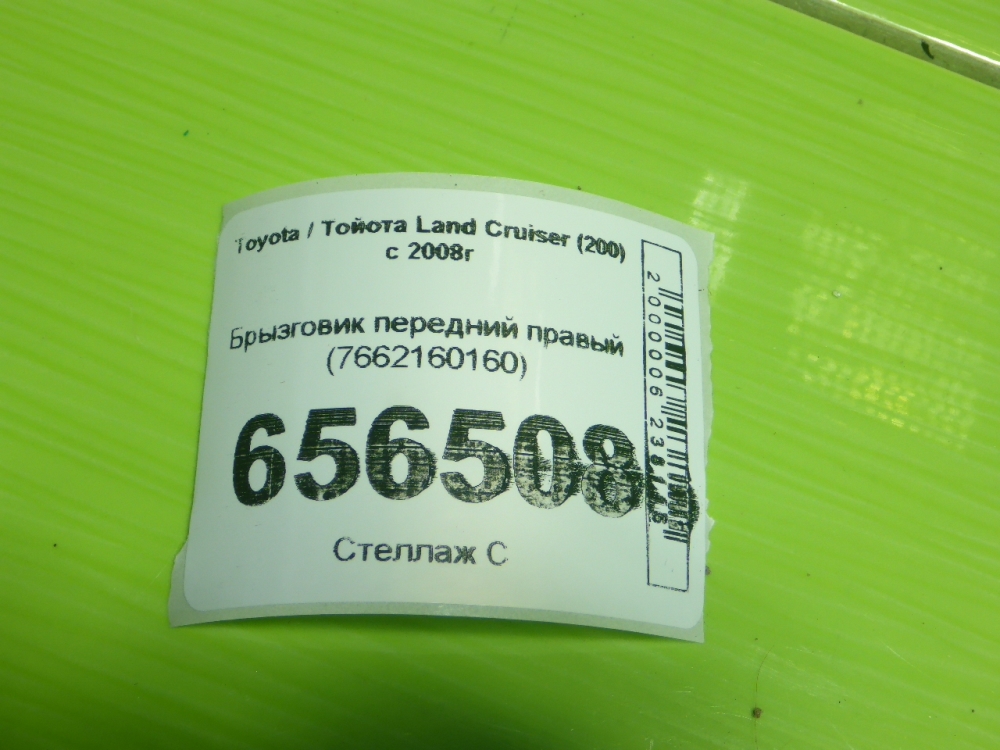 Toyota / Тойота Land Cruiser (200)
с 2008г
Брызговик передний правый
(7662160160)
656508
Стеллаж С